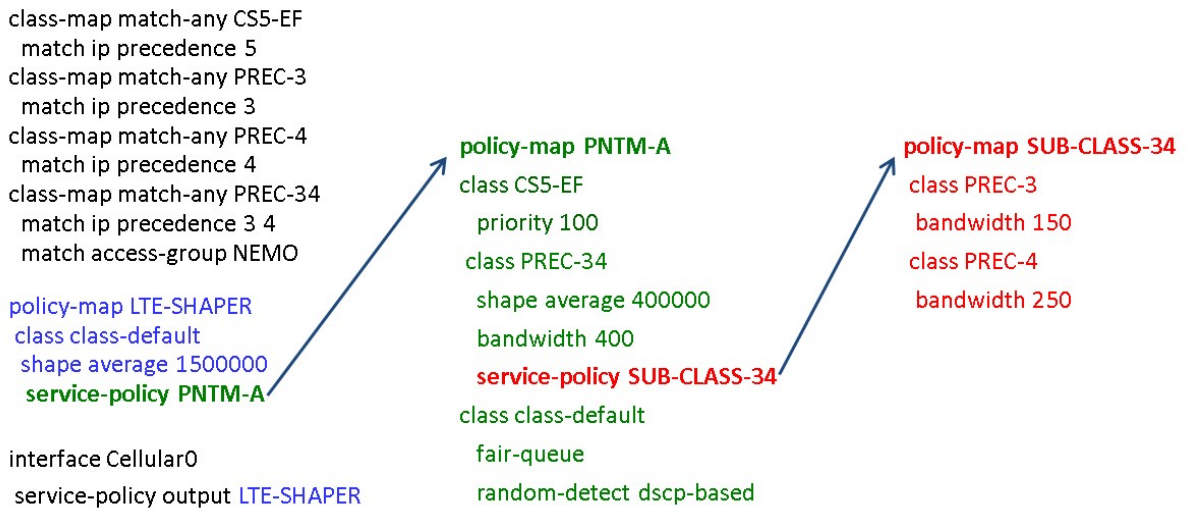 class-map match-any CS5-EF
match ip precedence 5
class-map match-any PREC-3
match ip precedence 3
class-map match-any PREC-4
match ip precedence 4
class-map match-any PREC-34
match ip precedence 3 4
match access-group NEMO
policy-map LTE-SHAPER
class class-default
shape average 1500000
service-policy PNTM-A
interface Cellular0
service-policy output LTE-SHAPER
policy-map PNTM-A
class CS5-EF
priority 100
class PREC-34
shape average 400000
bandwidth 400
service-policy SUB-CLASS-34
class class-default
fair-queue
random-detect dscp-based
policy-map SUB-CLASS-34
class PREC-3
bandwidth 150
class PREC-4
bandwidth 250